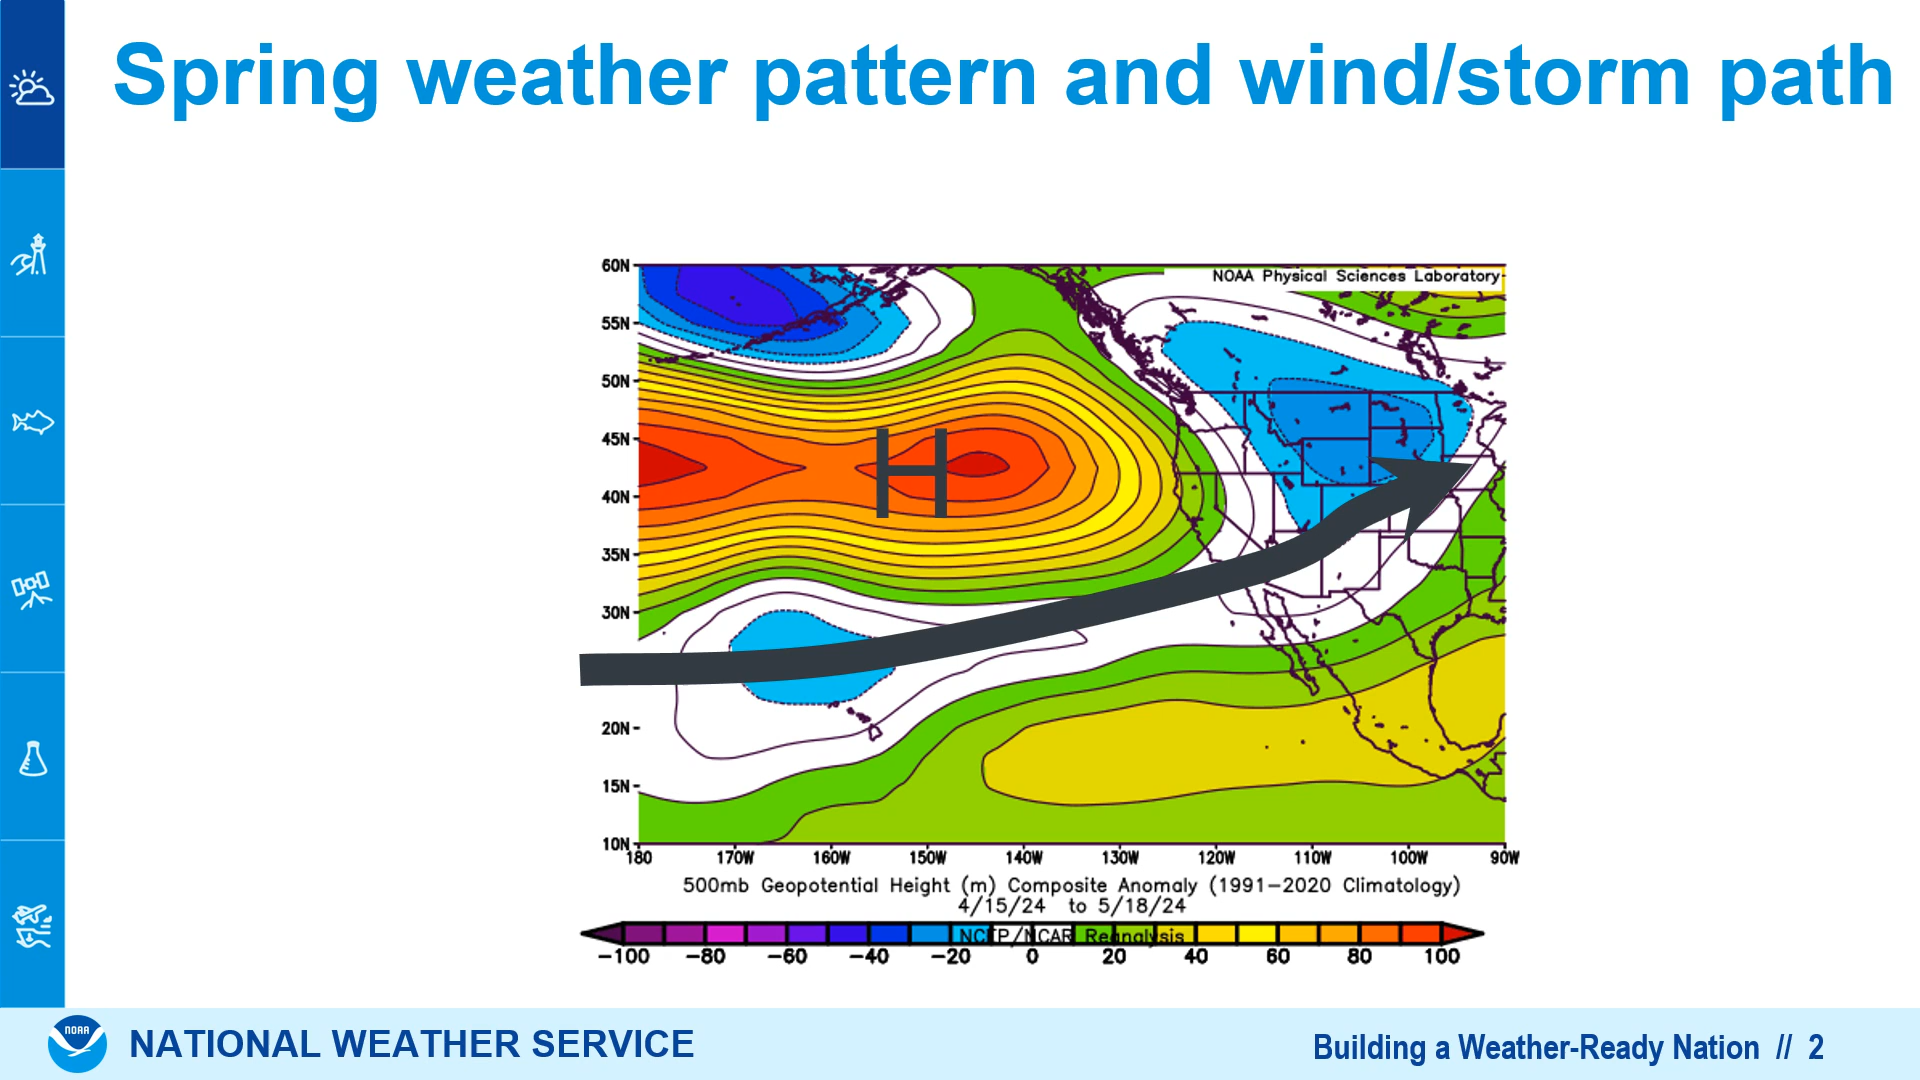 Spring weather pattern and wind/storm path
NOAA Physical Sciences Laboratory
60N
55N
50N
45N
40N
35N
30N
20N
15N
10N
H
180 170W 160W 150W 140W 130W 120W 110W 100W 90W
500mb Geopotential Height (m) Composite Anomaly (1991-2020 Climatology)
4/15/24 to 5/18/24
NCEP/NCAR Reanalysis
-100 -80 -60 -40 -20 0 20 40 60 80 100
NOAA
NATIONAL WEATHER SERVICE
Building a Weather-Ready Nation // 2